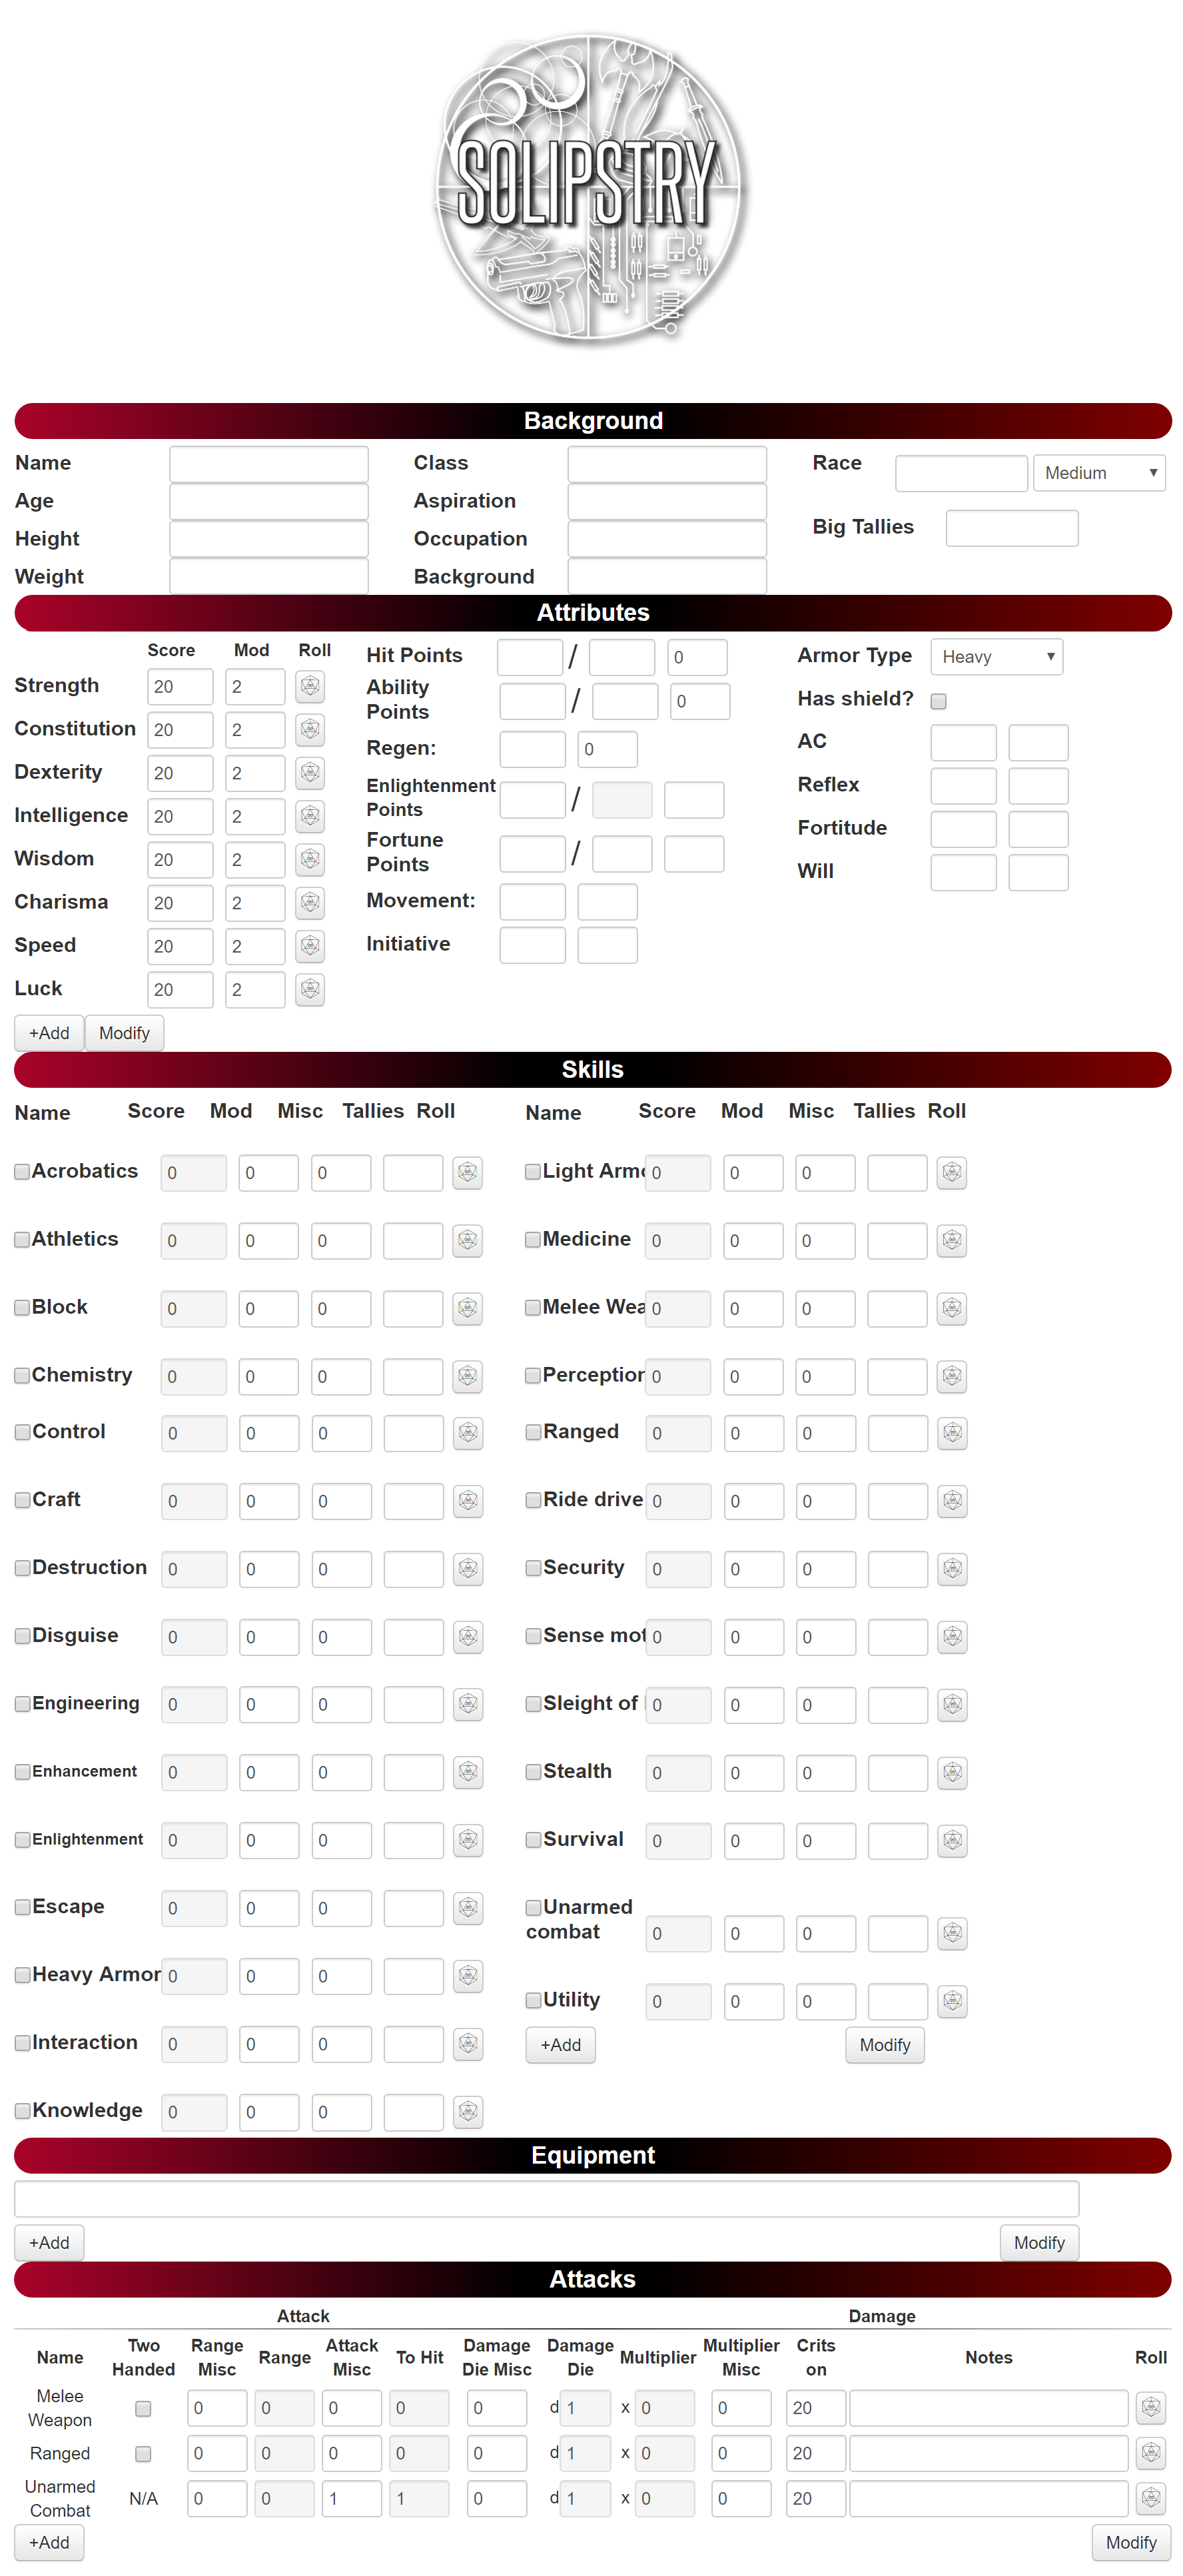 SOLIPSTRY
Background
Name Class Race Medium
Age Aspiration
Big Tallies
Height Occupation
Weight Background
Attributes
Score Mod Roll Hit Points / 0 Armor Type Heavy
Strength 20 2 Ability Points / 0 Has shield?
Constitution 20 2 Regen: 0 AC
Dexterity 20 2 Enlightenment Points / Reflex
Intelligence 20 2 Fortune Points / Fortitude
Wisdom 20 2 Will
Charisma 20 2 Movement:
Speed 20 2 Initiative
Luck 20 2
+Add Modify
Skills
Name Score Mod Misc Tallies Roll Name Score Mod Misc Tallies Roll
Acrobatics 0 0 0 Light Armo 0 0 0
Athletics 0 0 0 Medicine 0 0 0
Block 0 0 0 Melee Wea 0 0 0
Chemistry 0 0 0 Perception 0 0 0
Control 0 0 0 Ranged 0 0 0
Craft 0 0 0 Ride drive 0 0 0
Destruction 0 0 0 Security 0 0 0
Disguise 0 0 0 Sense mot 0 0 0
Engineering 0 0 0 Sleight of 0 0 0
Enhancement 0 0 0 Stealth 0 0 0
Enlightenment 0 0 0 Survival 0 0 0
Escape 0 0 0 Unarmed
combat 0 0 0
Heavy Armor 0 0 0 Utility 0 0 0
Interaction 0 0 0 +Add Modify
Knowledge 0 0 0
Equipment
+Add Modify
Attacks
Attack Damage
Name Two Handed Range Misc Range Attack Misc To Hit Damage Die Misc Damage Die Multiplier Multiplier Misc Crits on Notes Roll
Melee Weapon 0 0 0 0 0 d 1 x 0 0 20
Ranged 0 0 0 0 0 d 1 x 0 0 20
Unarmed Combat N/A 0 0 1 1 0 d 1 x 0 0 20
+Add Modify